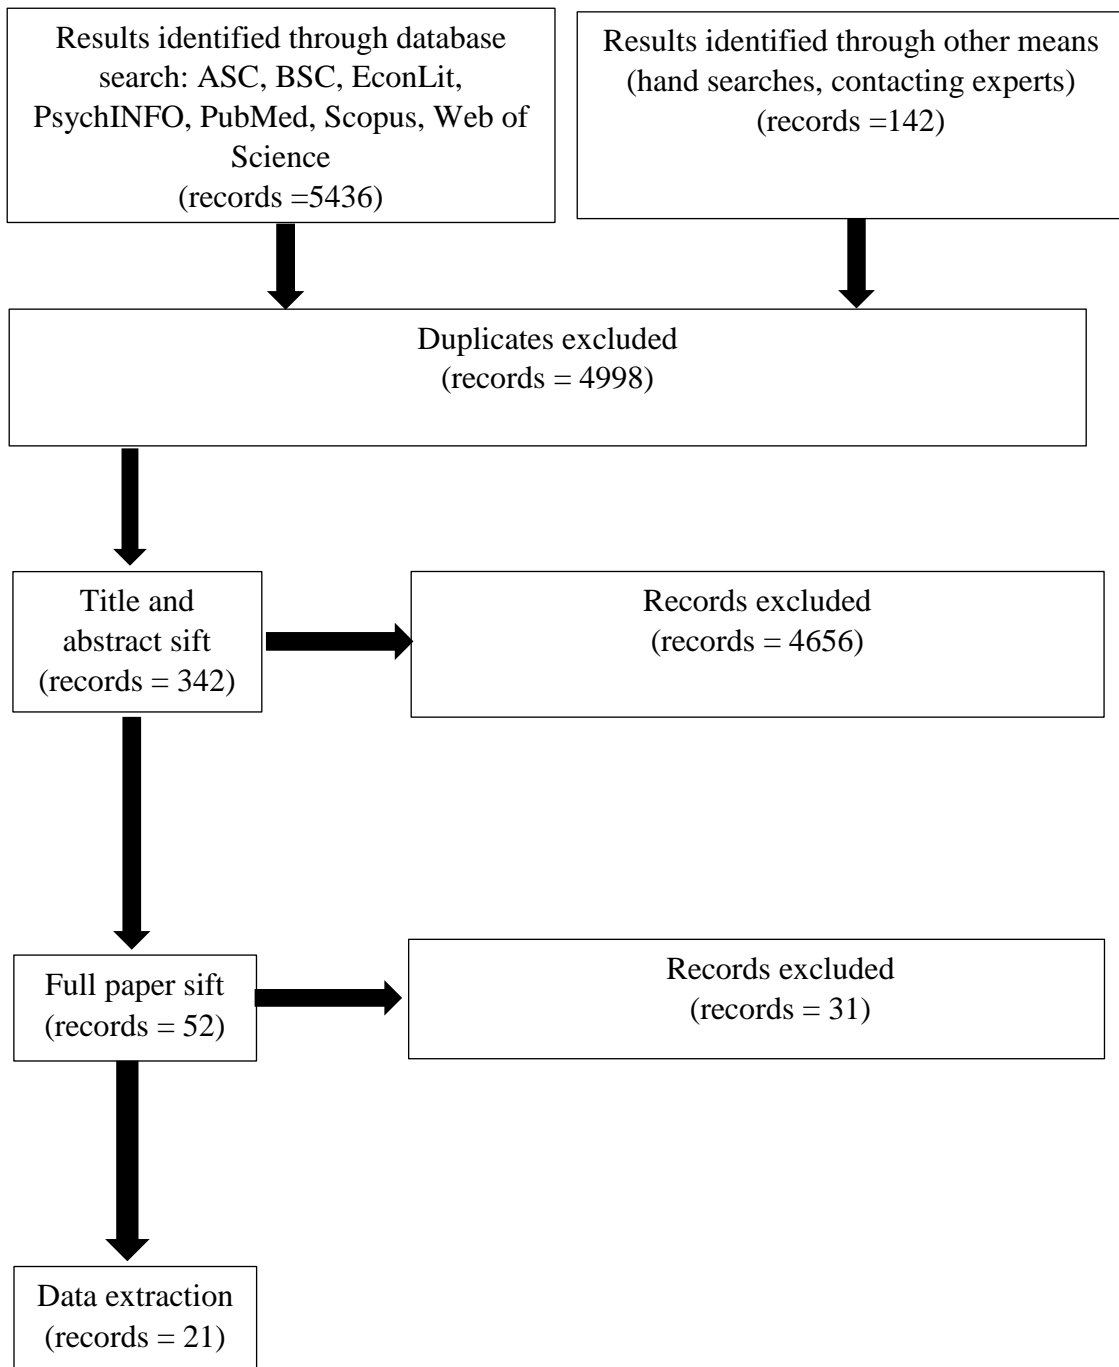 Results identified through database
search: ASC, BSC, EconLit,
PsychINFO, PubMed, Scopus, Web of
Science
(records =5436)
Results identified through other means
(hand searches, contacting experts)
(records =142)
Duplicates excluded
(records = 4998)
Title and
abstract sift
(records = 342)
Records excluded
(records = 4656)
Full paper sift
(records = 52)
Records excluded
(records = 31)
Data extraction
(records = 21)